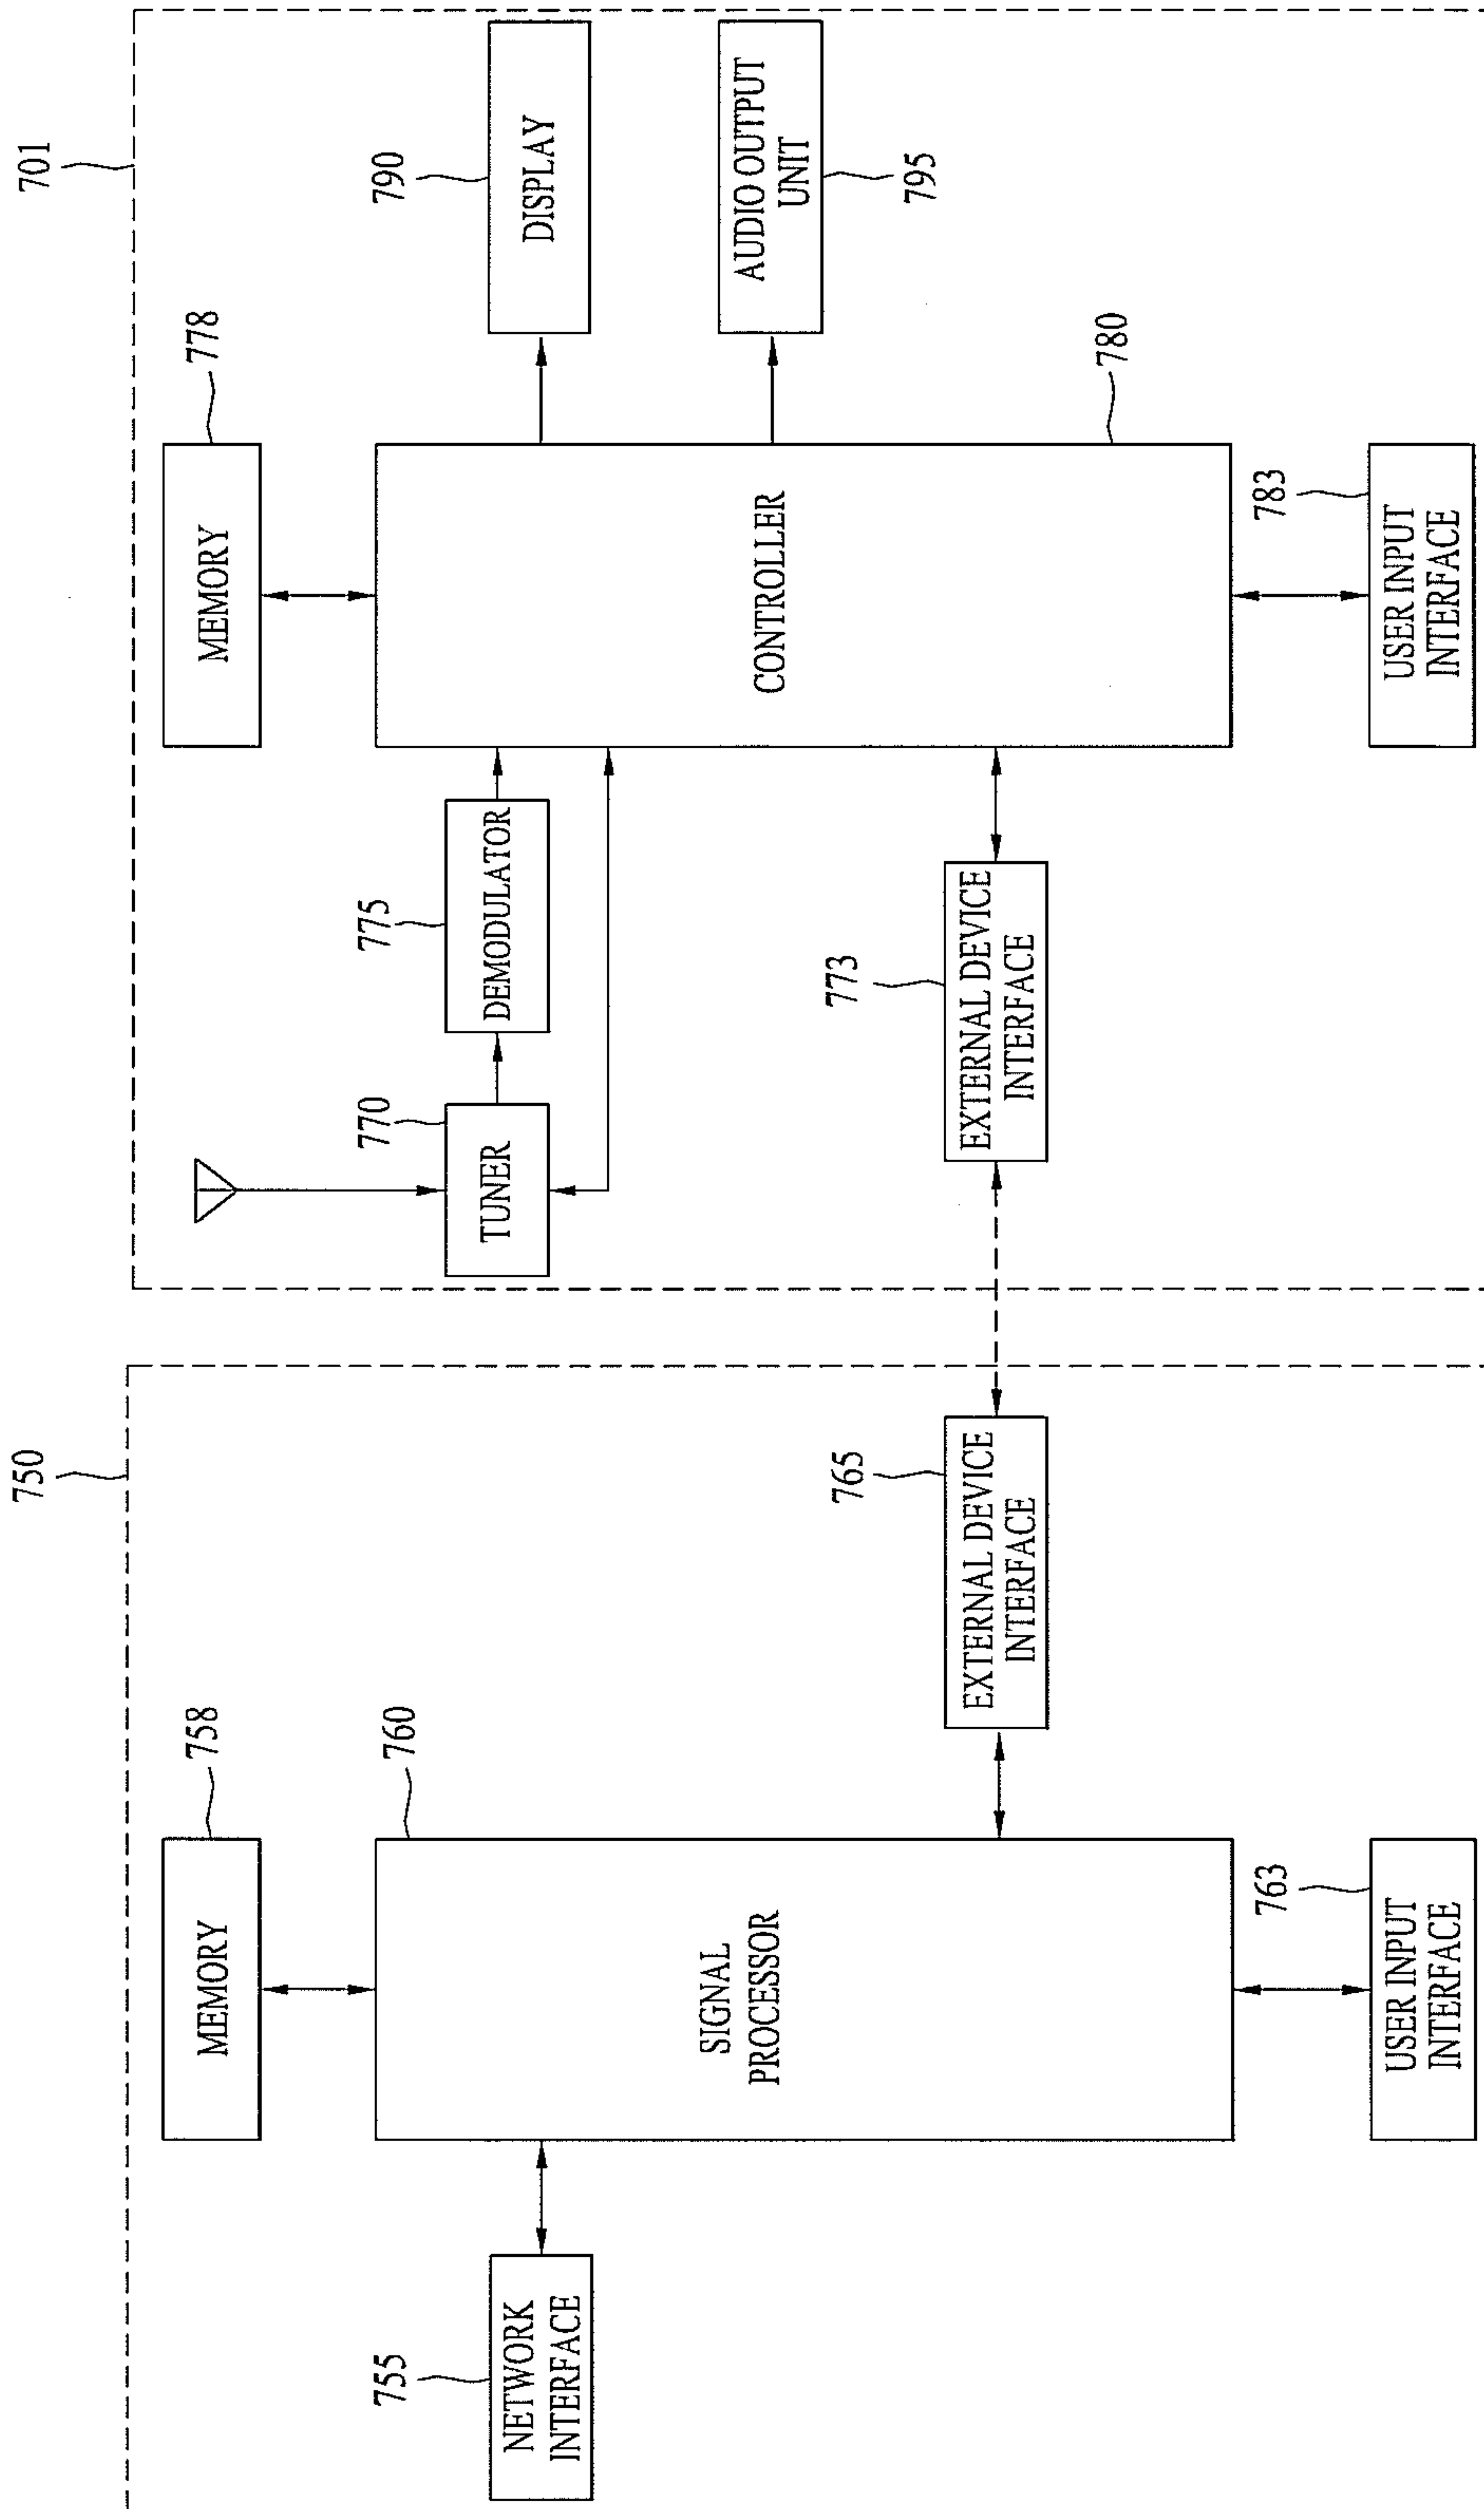 750
758
MEMORY
755
NETWORK
INTERFACE
760
SIGNAL
PROCESSOR
765
EXTERNAL DEVICE
INTERFACE
763
USER INPUT
INTERFACE
701
778
MEMORY
770
TUNER
775
DEMODULATOR
790
DISPLAY
CONTROLLER
AUDIO OUTPUT
UNIT
795
773
EXTERNAL DEVICE
INTERFACE
780
783
USER INPUT
INTERFACE